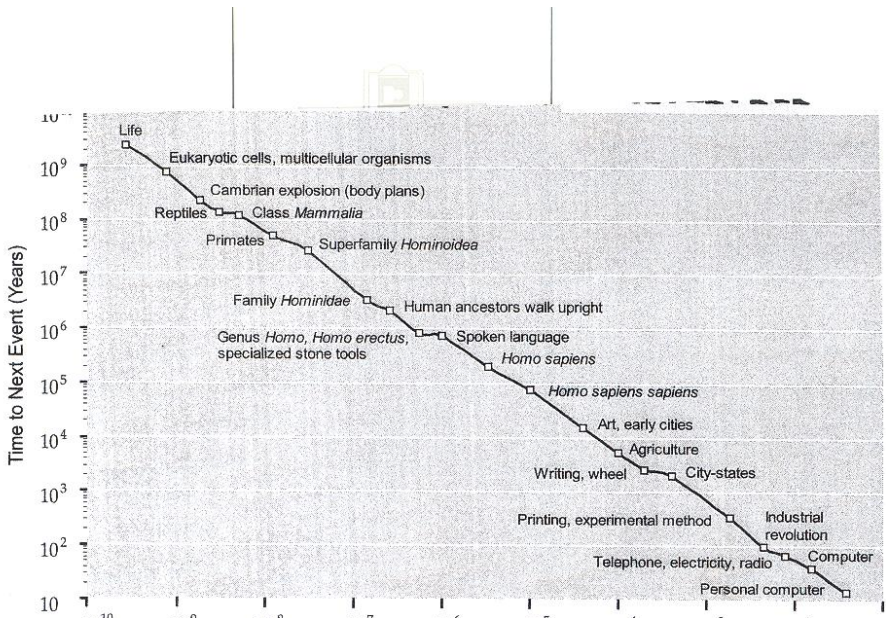 Life
10⁹
Eukaryotic cells, multicellular organisms
Cambrian explosion (body plans)
Reptiles
Class Mammalia
10⁸
Primates
Superfamily Hominoidea
10⁷
Family Hominidae
Human ancestors walk upright
10⁶
Genus Homo, Homo erectus,
specialized stone tools
Spoken language
Homo sapiens
10⁵
Homo sapiens sapiens
Art, early cities
10⁴
Agriculture
Writing, wheel
City-states
10³
Printing, experimental method
Industrial
revolution
10²
Telephone, electricity, radio
Computer
Personal computer
10
Time to Next Event (Years)